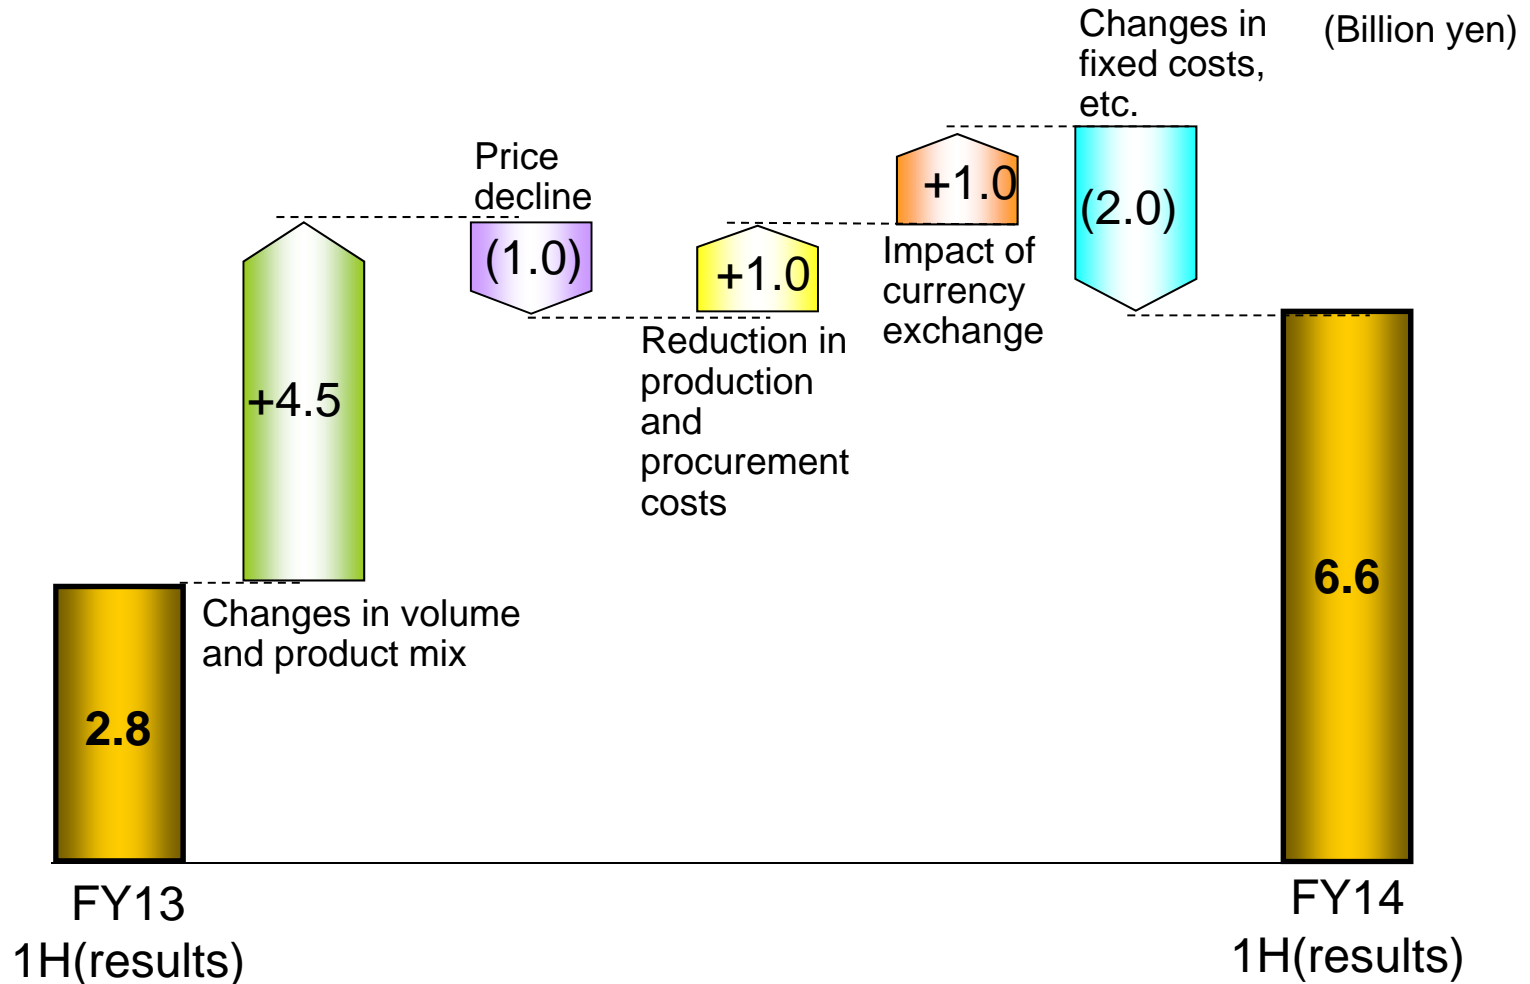 (Billion yen)
Changes in
fixed costs,
etc.
Price
decline
(1.0)
+1.0
+1.0
(2.0)
Impact of
currency
exchange
Reduction in
production
and
procurement
costs
+4.5
Changes in volume
and product mix
2.8
6.6
FY13
1H(results)
FY14
1H(results)